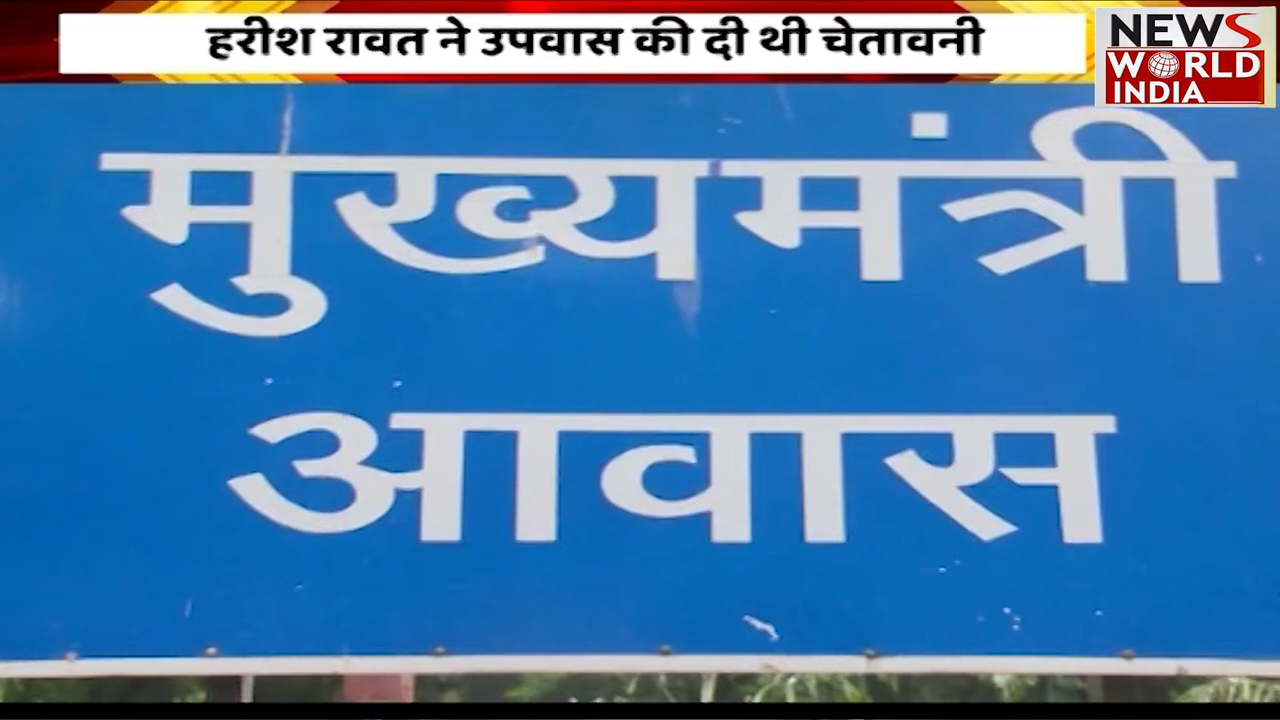 हरीश रावत ने उपवास की दी थी चेतावनी
NEWS
WORLD
INDIA
मुख्यमंत्री
आवास